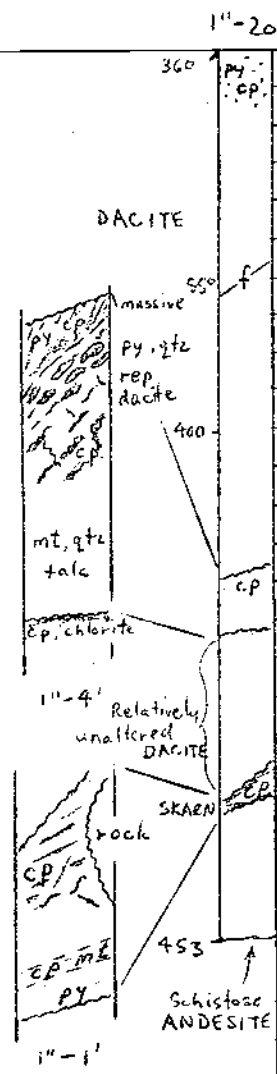 1"-20
360
py
cp
DACITE
f
55°
massive
py cp
py, qtz
rep.
dacite
cp
400
mt, qtz
talc
cp
cp, chlorite
1"-4'
Relatively
unaltered
DACITE
SKARN
cp
rock
cp
cp mt
py
453
Schistose
ANDESITE
1"-1'